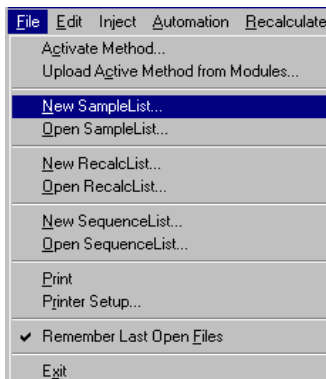 File Edit Inject Automation Recalculate
Activate Method...
Upload Active Method from Modules...
New SampleList...
Open SampleList...
New RecalcList...
Open RecalcList...
New SequenceList...
Open SequenceList...
Print
Printer Setup...
✔ Remember Last Open Files
Exit